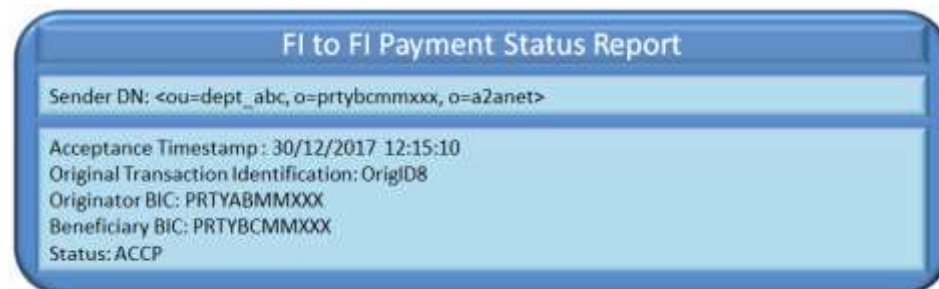 FI to FI Payment Status Report
Sender DN: <ou=dept_abc, o=prtybcmmxxx, o=a2anet>
Acceptance Timestamp : 30/12/2017 12:15:10
Original Transaction Identification: OrigID8
Originator BIC: PRTYABMMXXX
Beneficiary BIC: PRTYBCMMXXX
Status: ACCP